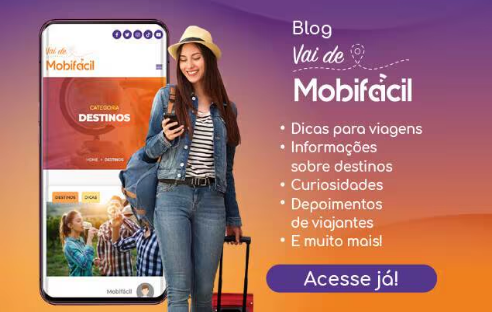 Vai de
Mobifácil
CATEGORIA
DESTINOS
HOME > DESTINOS
DESTINOS
DICAS
Mobifácil
Blog
Vai de
Mobifácil
• Dicas para viagens
• Informações
sobre destinos
• Curiosidades
• Depoimentos
de viajantes
• E muito mais!
Acesse já!